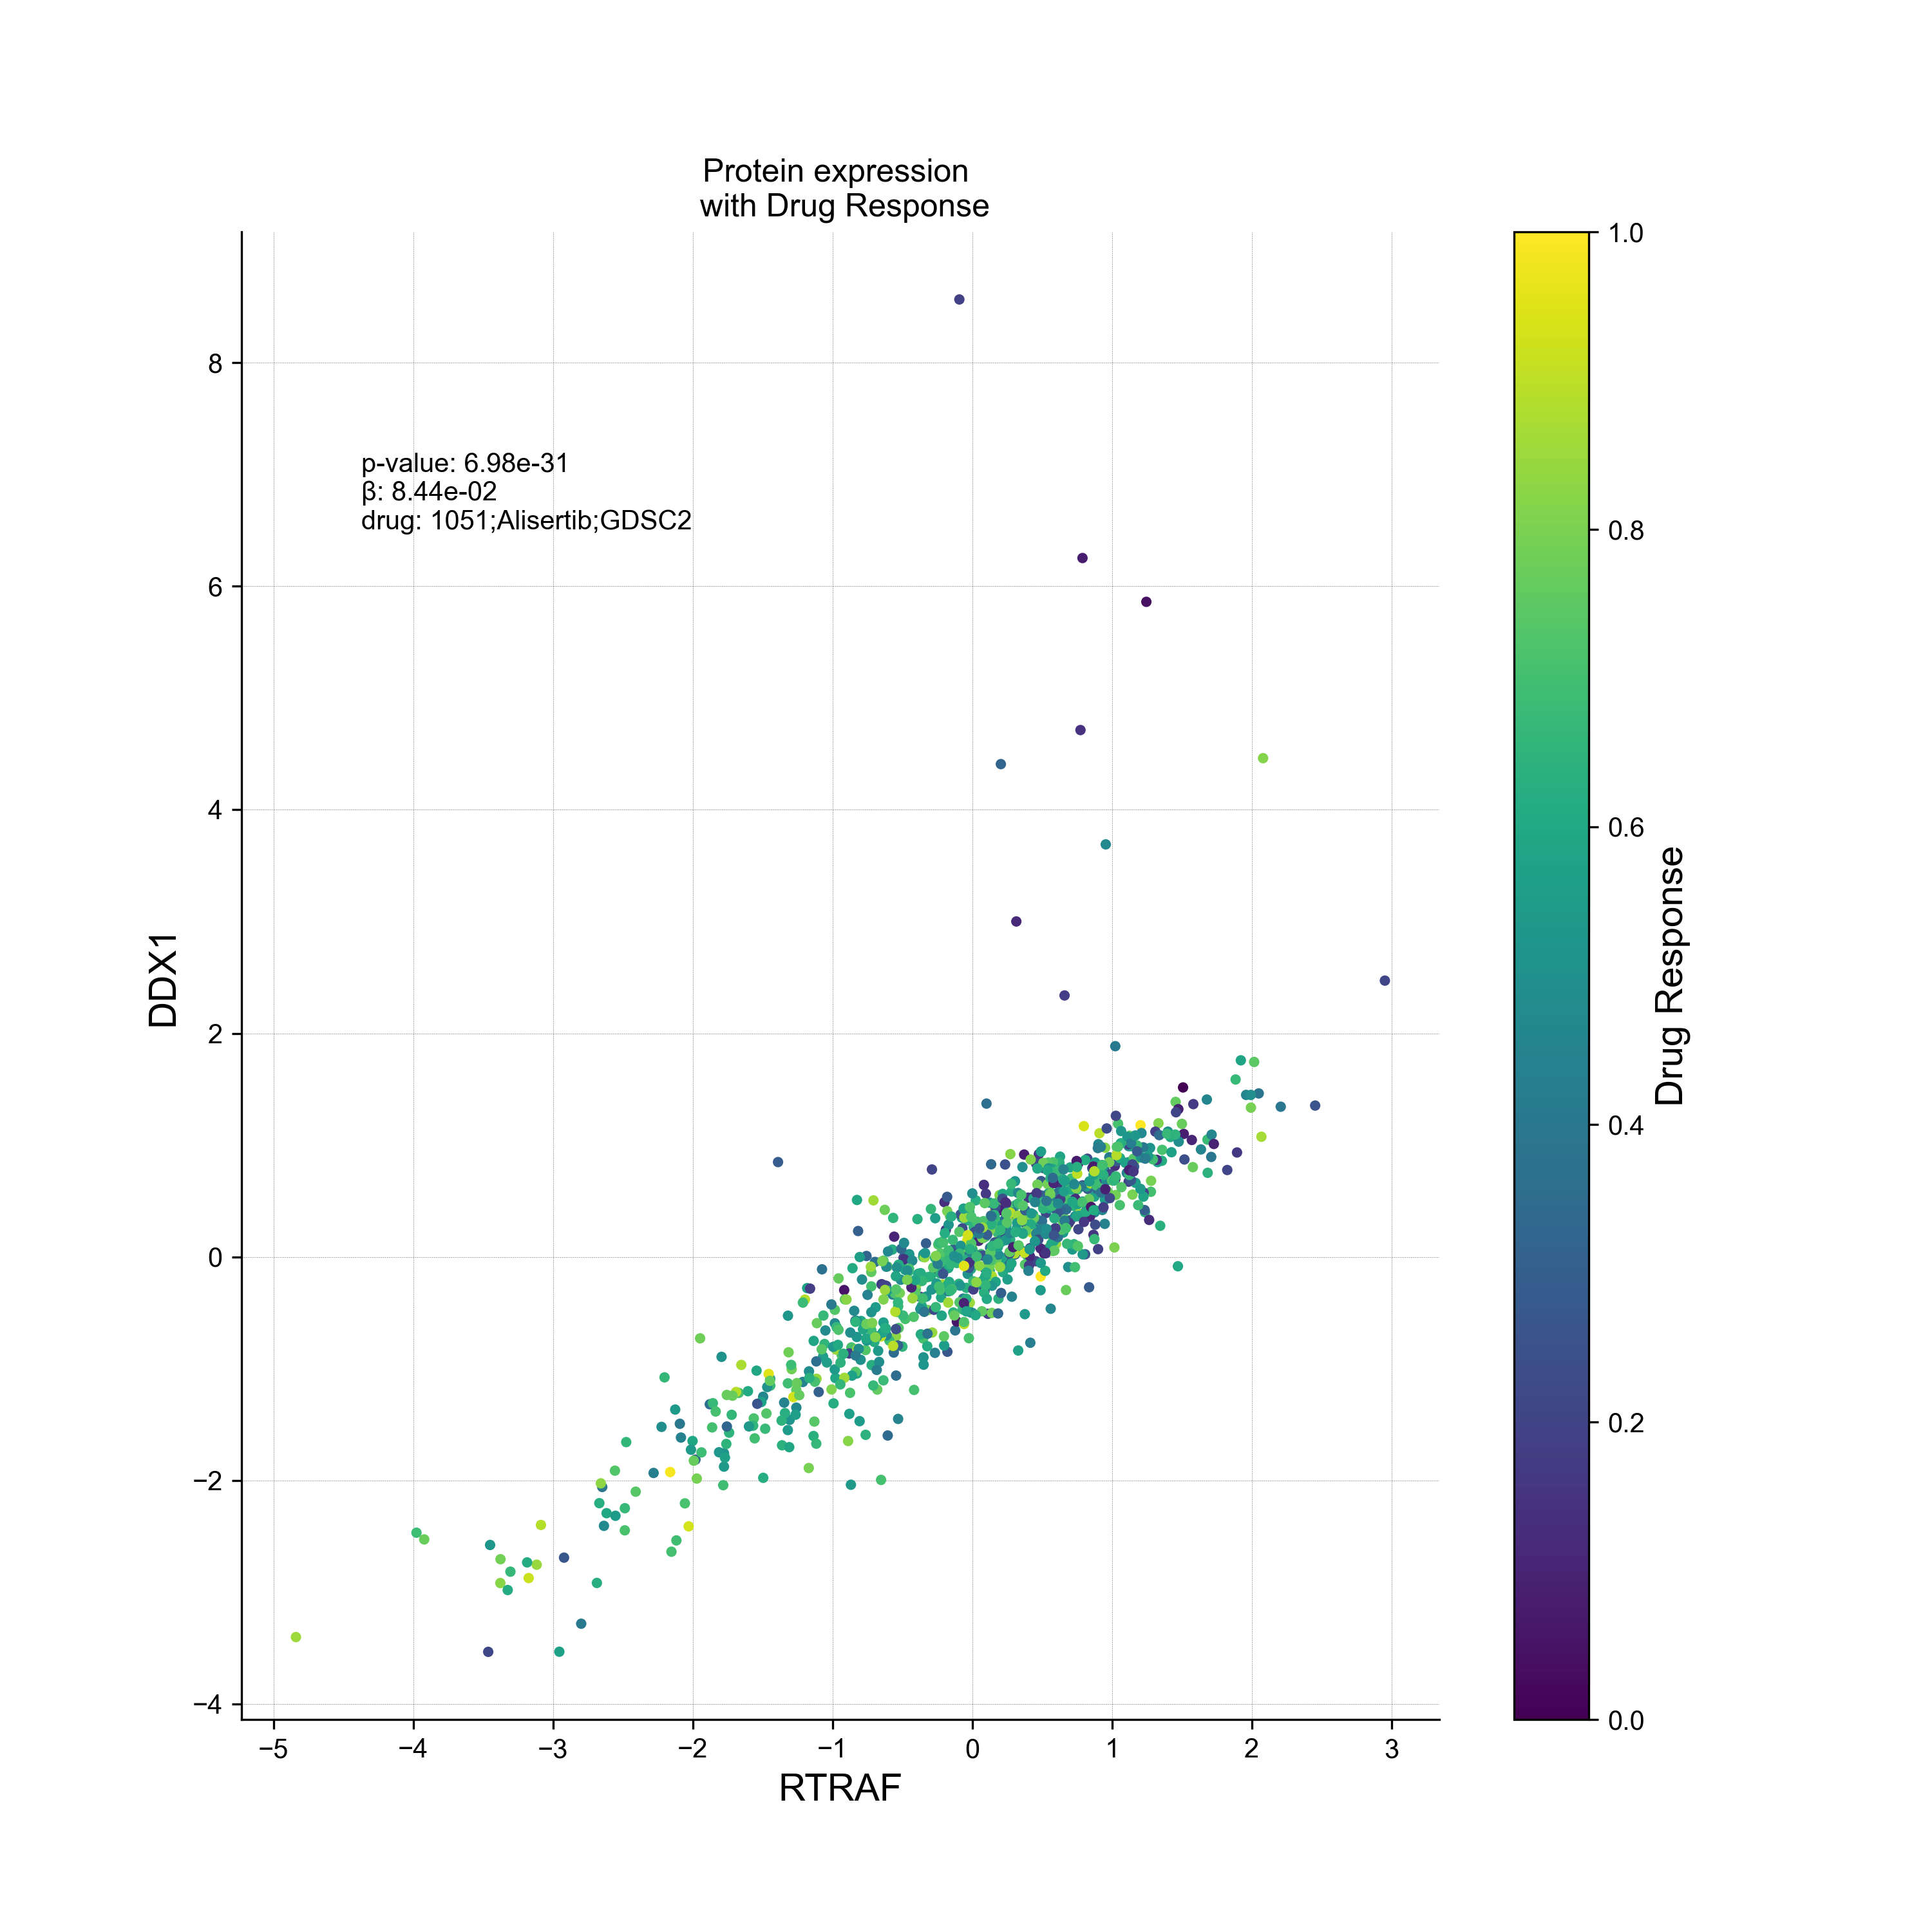 Protein expression
with Drug Response
p-value: 6.98e-31
β: 8.44e-02
drug: 1051;Alisertib;GDSC2
DDX1
8
6
4
2
0
−2
−4
−5
−4
−3
−2
−1
0
1
2
3
RTRAF
1.0
0.8
0.6
0.4
0.2
0.0
Drug Response